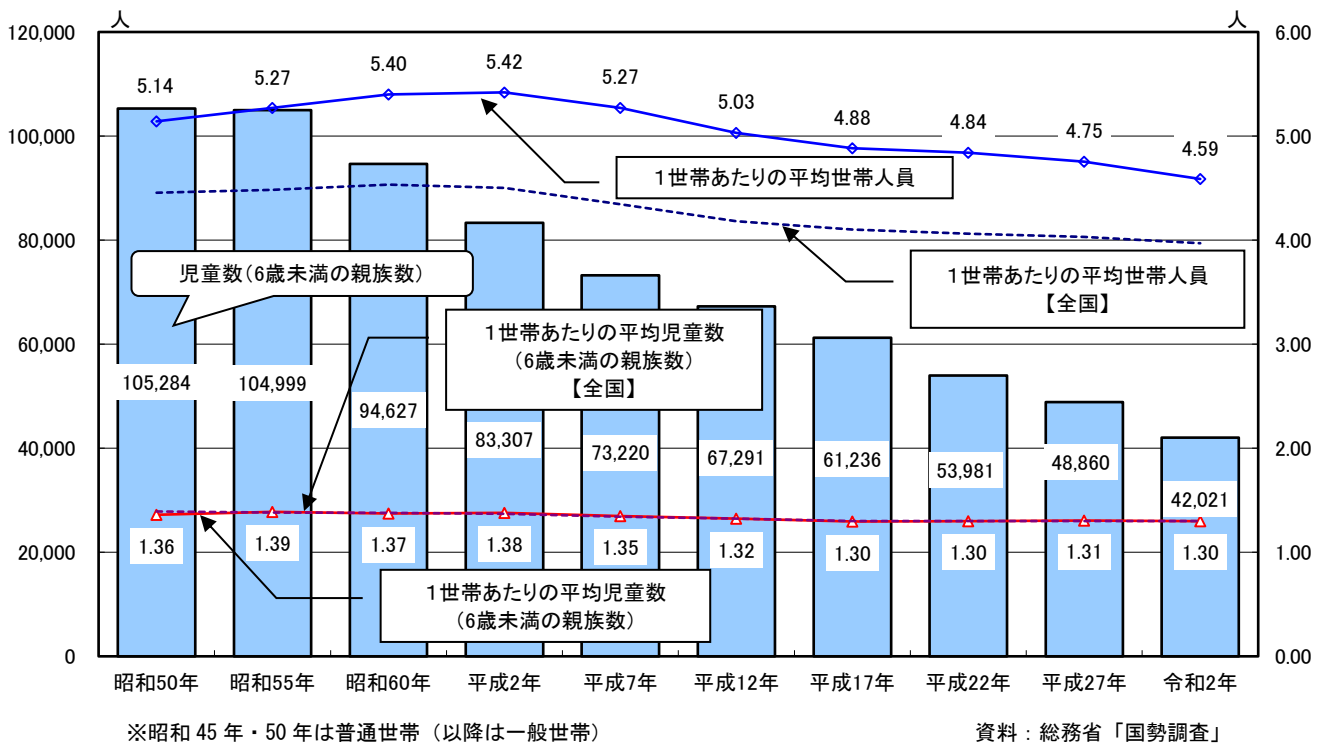 人 人
120,000 6.00
5.14 5.27 5.40 5.42 5.27 5.03 4.88 4.84 4.75 4.59
100,000 5.00
1世帯あたりの平均世帯人員
80,000 4.00
児童数(6歳未満の親族数)
1世帯あたりの平均世帯人員
【全国】
1世帯あたりの平均児童数
(6歳未満の親族数)
【全国】
60,000 3.00
105,284 104,999 94,627 83,307 73,220 67,291 61,236 53,981 48,860 42,021
40,000 2.00
1.36 1.39 1.37 1.38 1.35 1.32 1.30 1.30 1.31 1.30
20,000 1.00
1世帯あたりの平均児童数
(6歳未満の親族数)
0 0.00
昭和50年 昭和55年 昭和60年 平成2年 平成7年 平成12年 平成17年 平成22年 平成27年 令和2年
※昭和 45 年・50 年は普通世帯(以降は一般世帯) 資料:総務省「国勢調査」